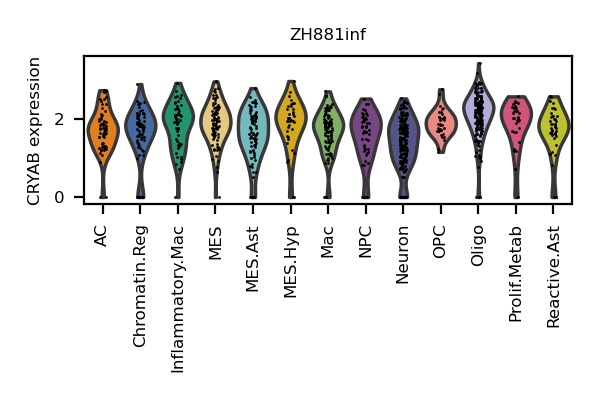 ZH881inf
CRYAB expression
2
0
AC
Chromatin.Reg
Inflammatory.Mac
MES
MES.Ast
MES.Hyp
Mac
NPC
Neuron
OPC
Oligo
Prolif.Metab
Reactive.Ast